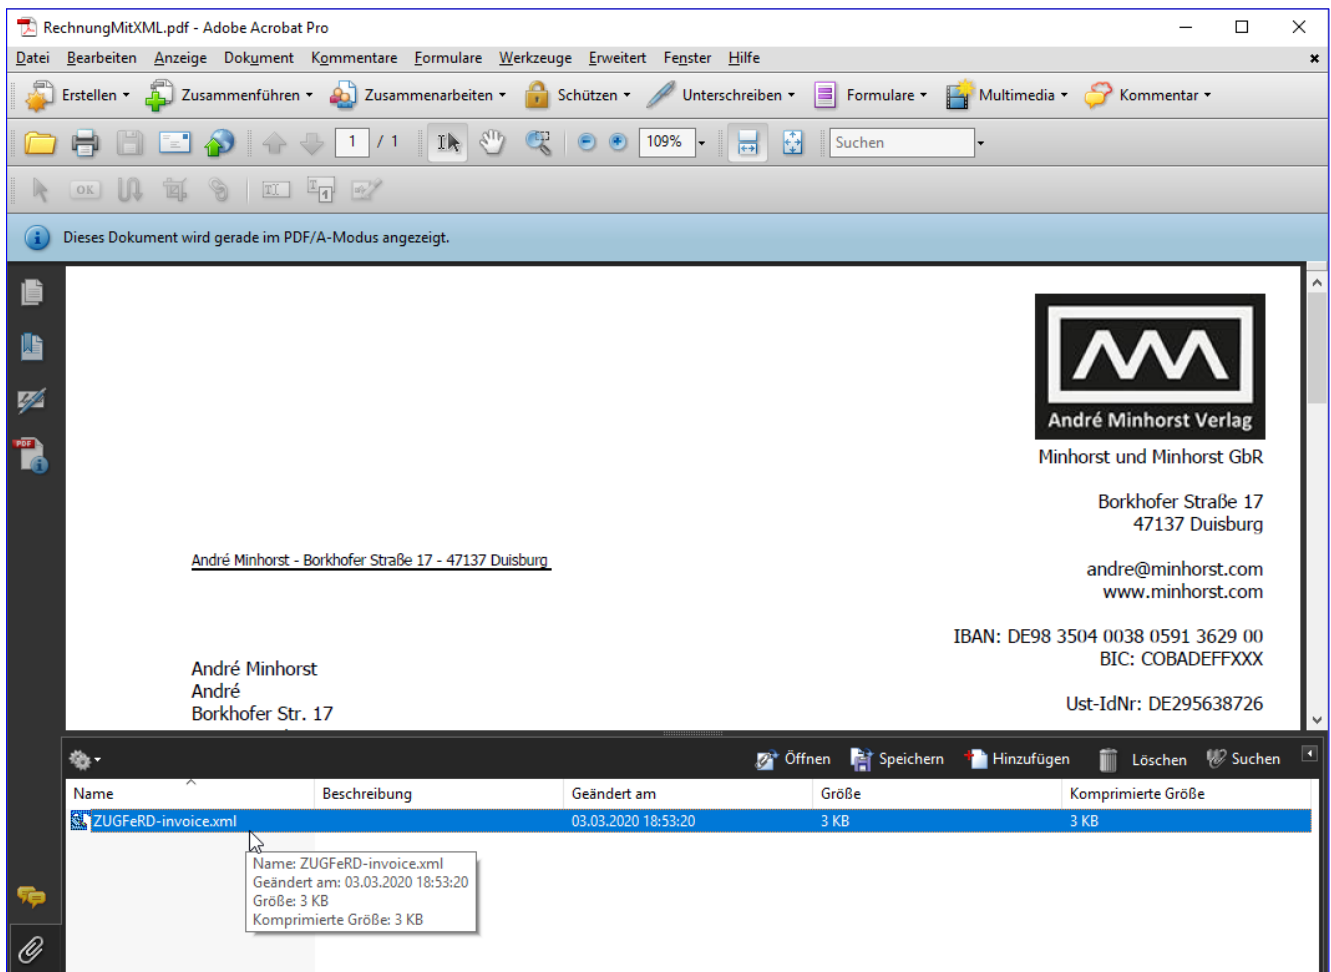 RechnungMitXML.pdf - Adobe Acrobat Pro
Datei Bearbeiten Anzeige Dokument Kommentare Formulare Werkzeuge Erweitert Fenster Hilfe
Erstellen Zusammenführen Zusammenarbeiten Schützen Unterschreiben Formulare Multimedia Kommentar
1 / 1 109% Suchen
OK
Dieses Dokument wird gerade im PDF/A-Modus angezeigt.
André Minhorst Verlag
Minhorst und Minhorst GbR
Borkhofer Straße 17
47137 Duisburg
André Minhorst - Borkhofer Straße 17 - 47137 Duisburg
andre@minhorst.com
www.minhorst.com
IBAN: DE98 3504 0038 0591 3629 00
BIC: COBADEFFXXX
André Minhorst
André
Borkhofer Str. 17
Ust-IdNr: DE295638726
Öffnen Speichern Hinzufügen Löschen Suchen
Name Beschreibung Geändert am Größe Komprimierte Größe
ZUGFeRD-invoice.xml 03.03.2020 18:53:20 3 KB 3 KB
Name: ZUGFeRD-invoice.xml
Geändert am: 03.03.2020 18:53:20
Größe: 3 KB
Komprimierte Größe: 3 KB